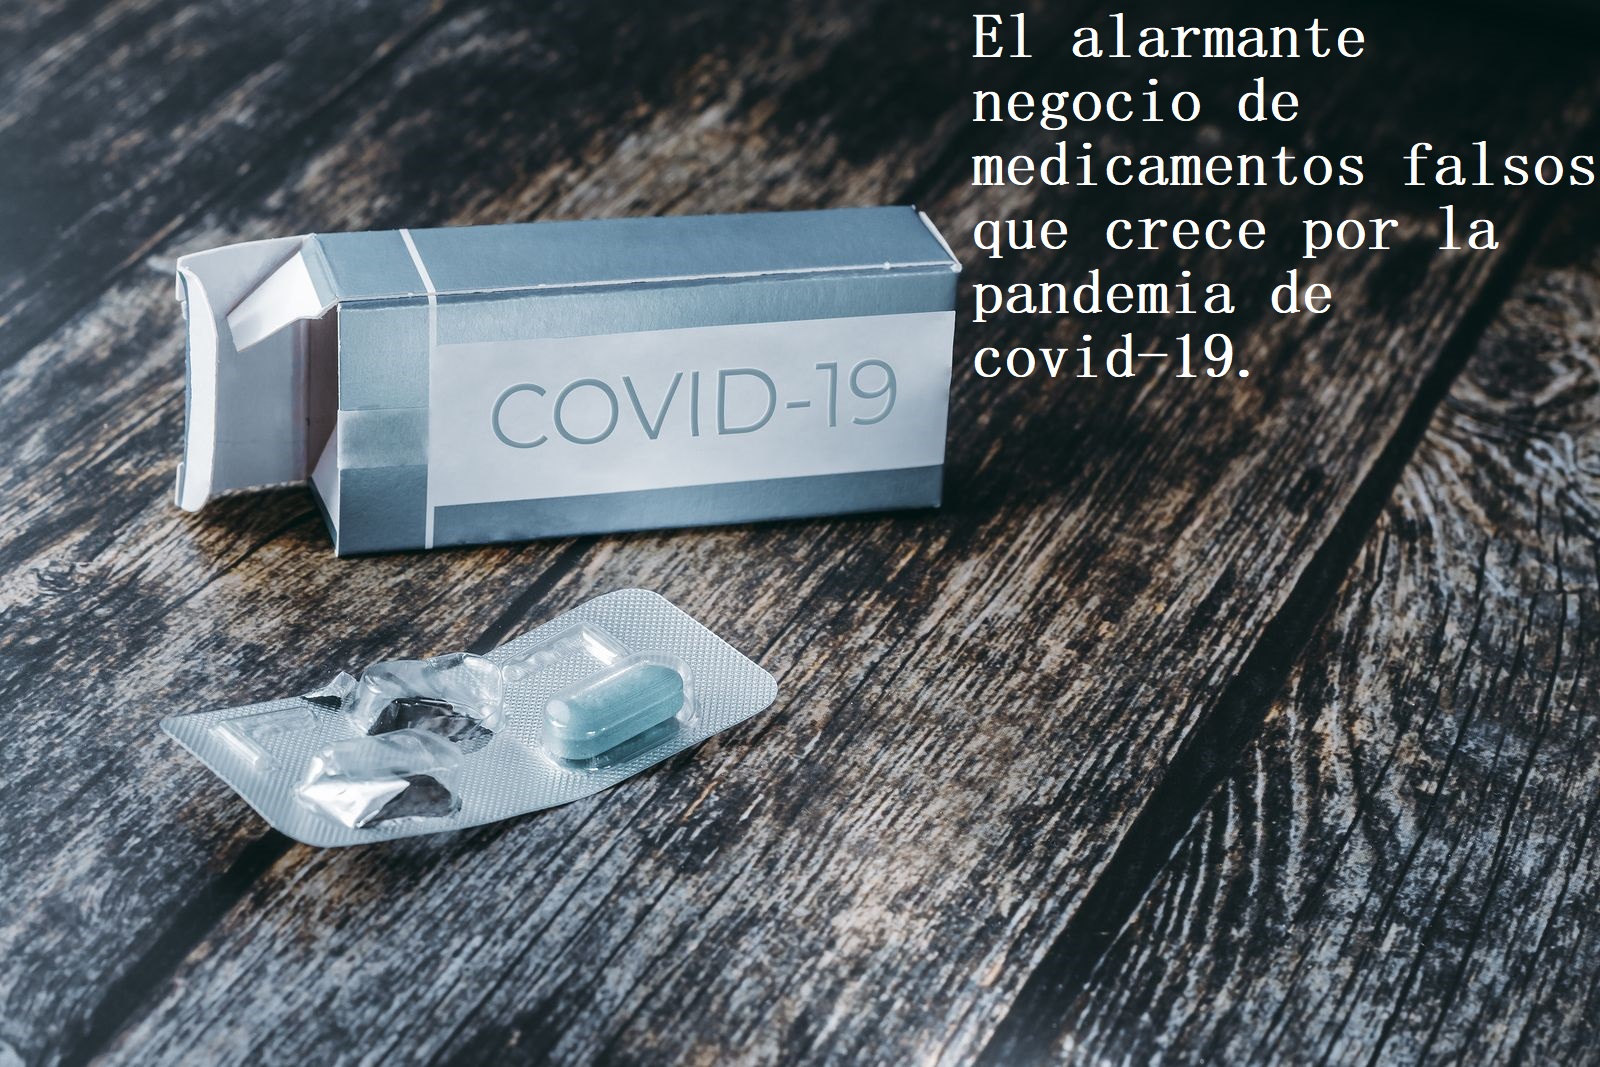 El alarmante
negocio de
medicamentos falsos
que crece por la
pandemia de
covid-19.
COVID-19